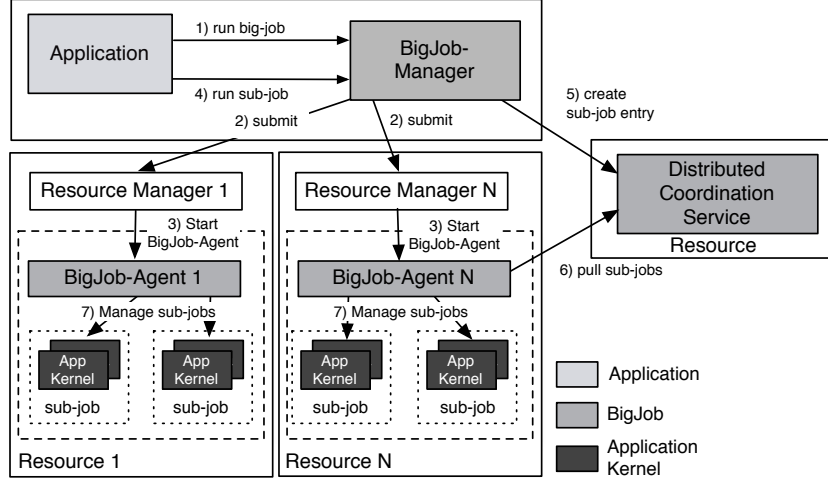 Application
1) run big-job
BigJob-
Manager
4) run sub-job
5) create
sub-job entry
2) submit
2) submit
Resource Manager 1
Resource Manager N
Distributed
Coordination
Service
Resource
3) Start
BigJob-Agent
3) Start
BigJob-Agent
BigJob-Agent 1
BigJob-Agent N
6) pull sub-jobs
7) Manage sub-jobs
7) Manage sub-jobs
App
Kernel
App
Kernel
App
Kernel
App
Kernel
sub-job
sub-job
sub-job
sub-job
Resource 1
Resource N
Application
BigJob
Application
Kernel